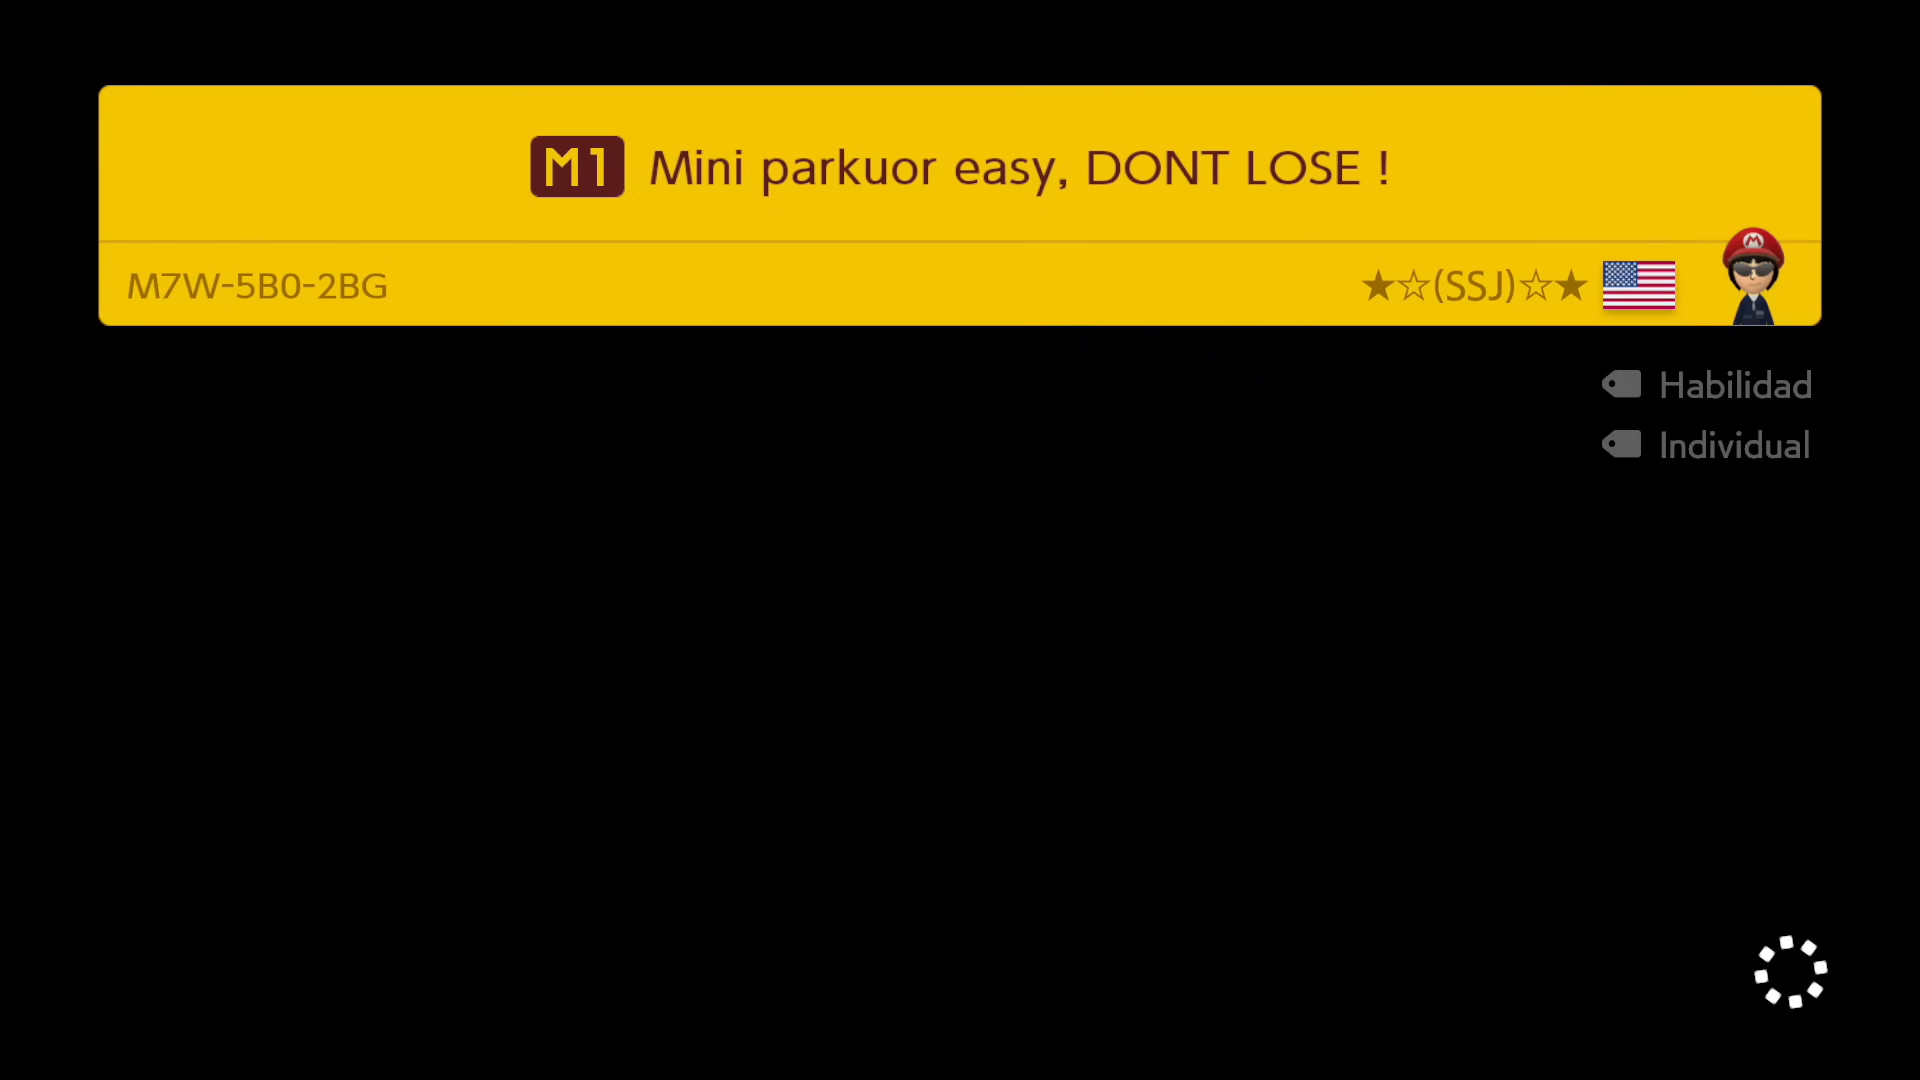 M1 Mini parkuor easy, DONT LOSE !
M7W-5B0-2BG ★☆(SSJ)☆★
Habilidad
Individual